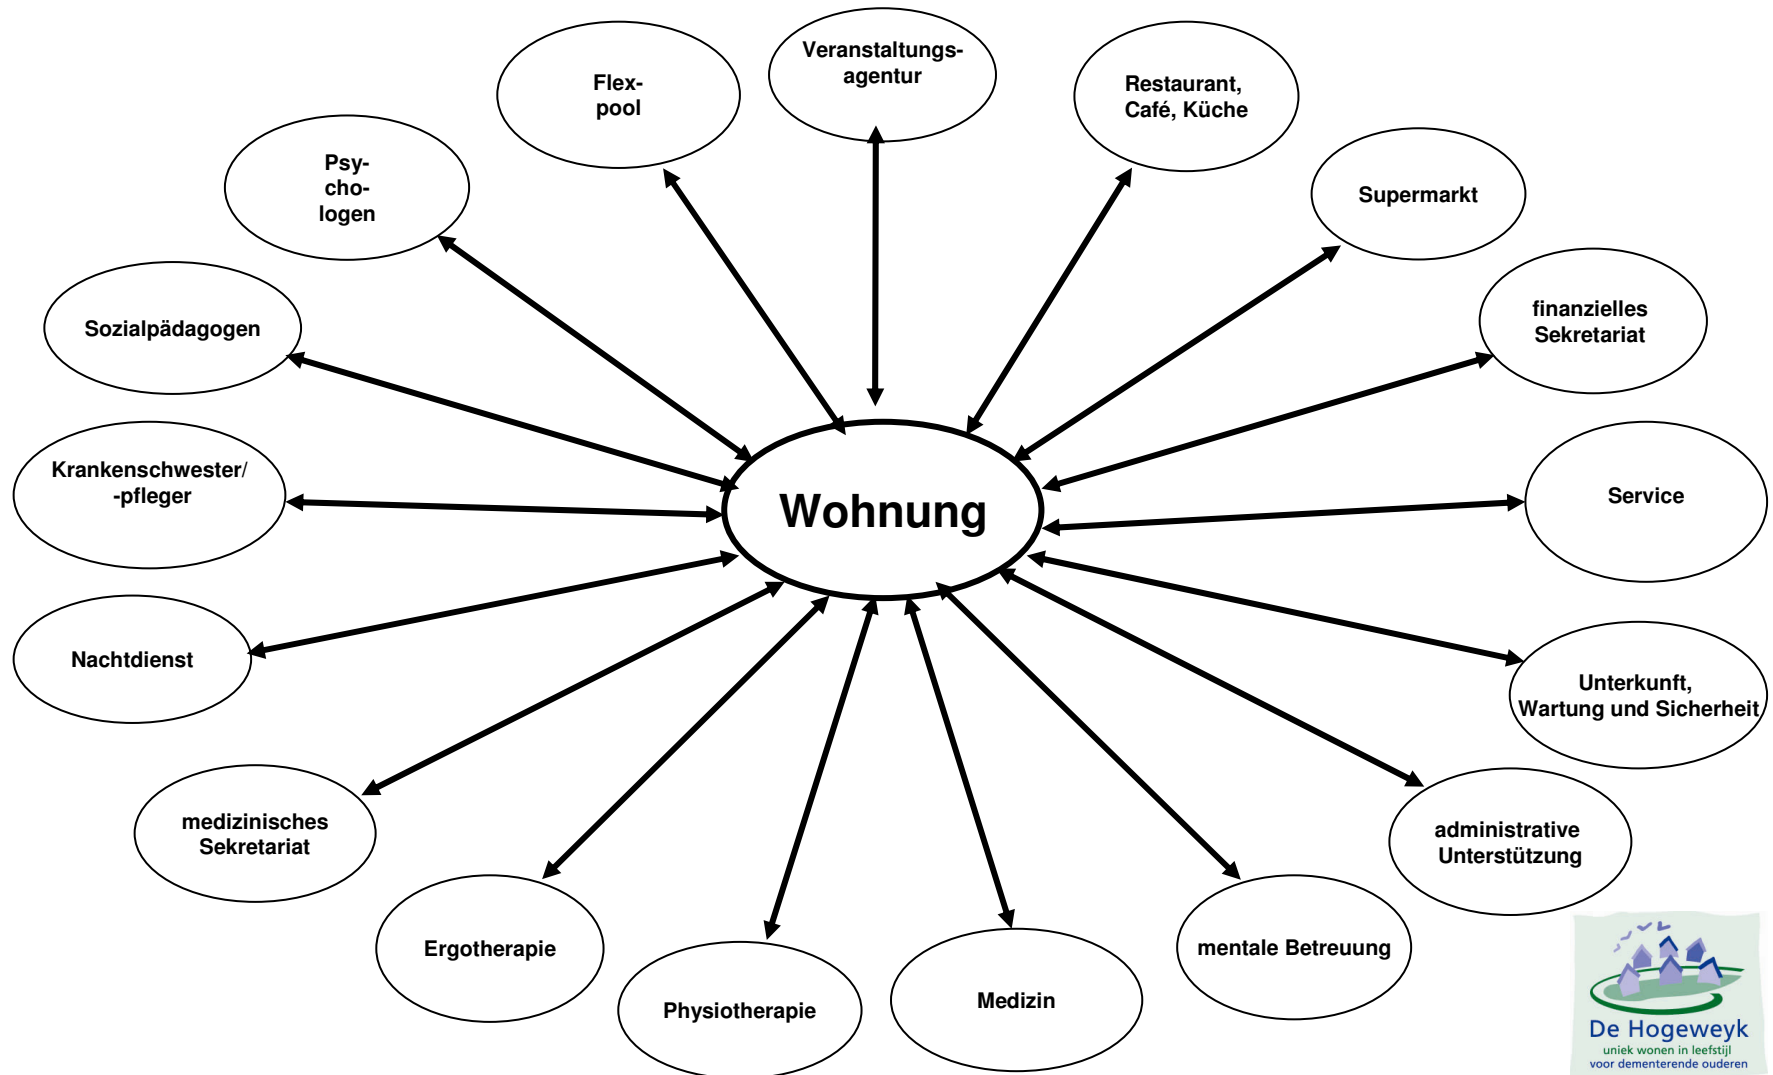 Veranstaltungs-
agentur
Flex-
pool
Restaurant,
Café, Küche
Psy-
cho-
logen
Supermarkt
Sozialpädagogen
finanzielles
Sekretariat
Krankenschwester/
-pfleger
Wohnung
Service
Nachtdienst
Unterkunft,
Wartung und Sicherheit
medizinisches
Sekretariat
administrative
Unterstützung
Ergotherapie
mentale Betreuung
Physiotherapie
Medizin
De Hogeweyk
uniek wonen in leefstijl
voor dementerende ouderen